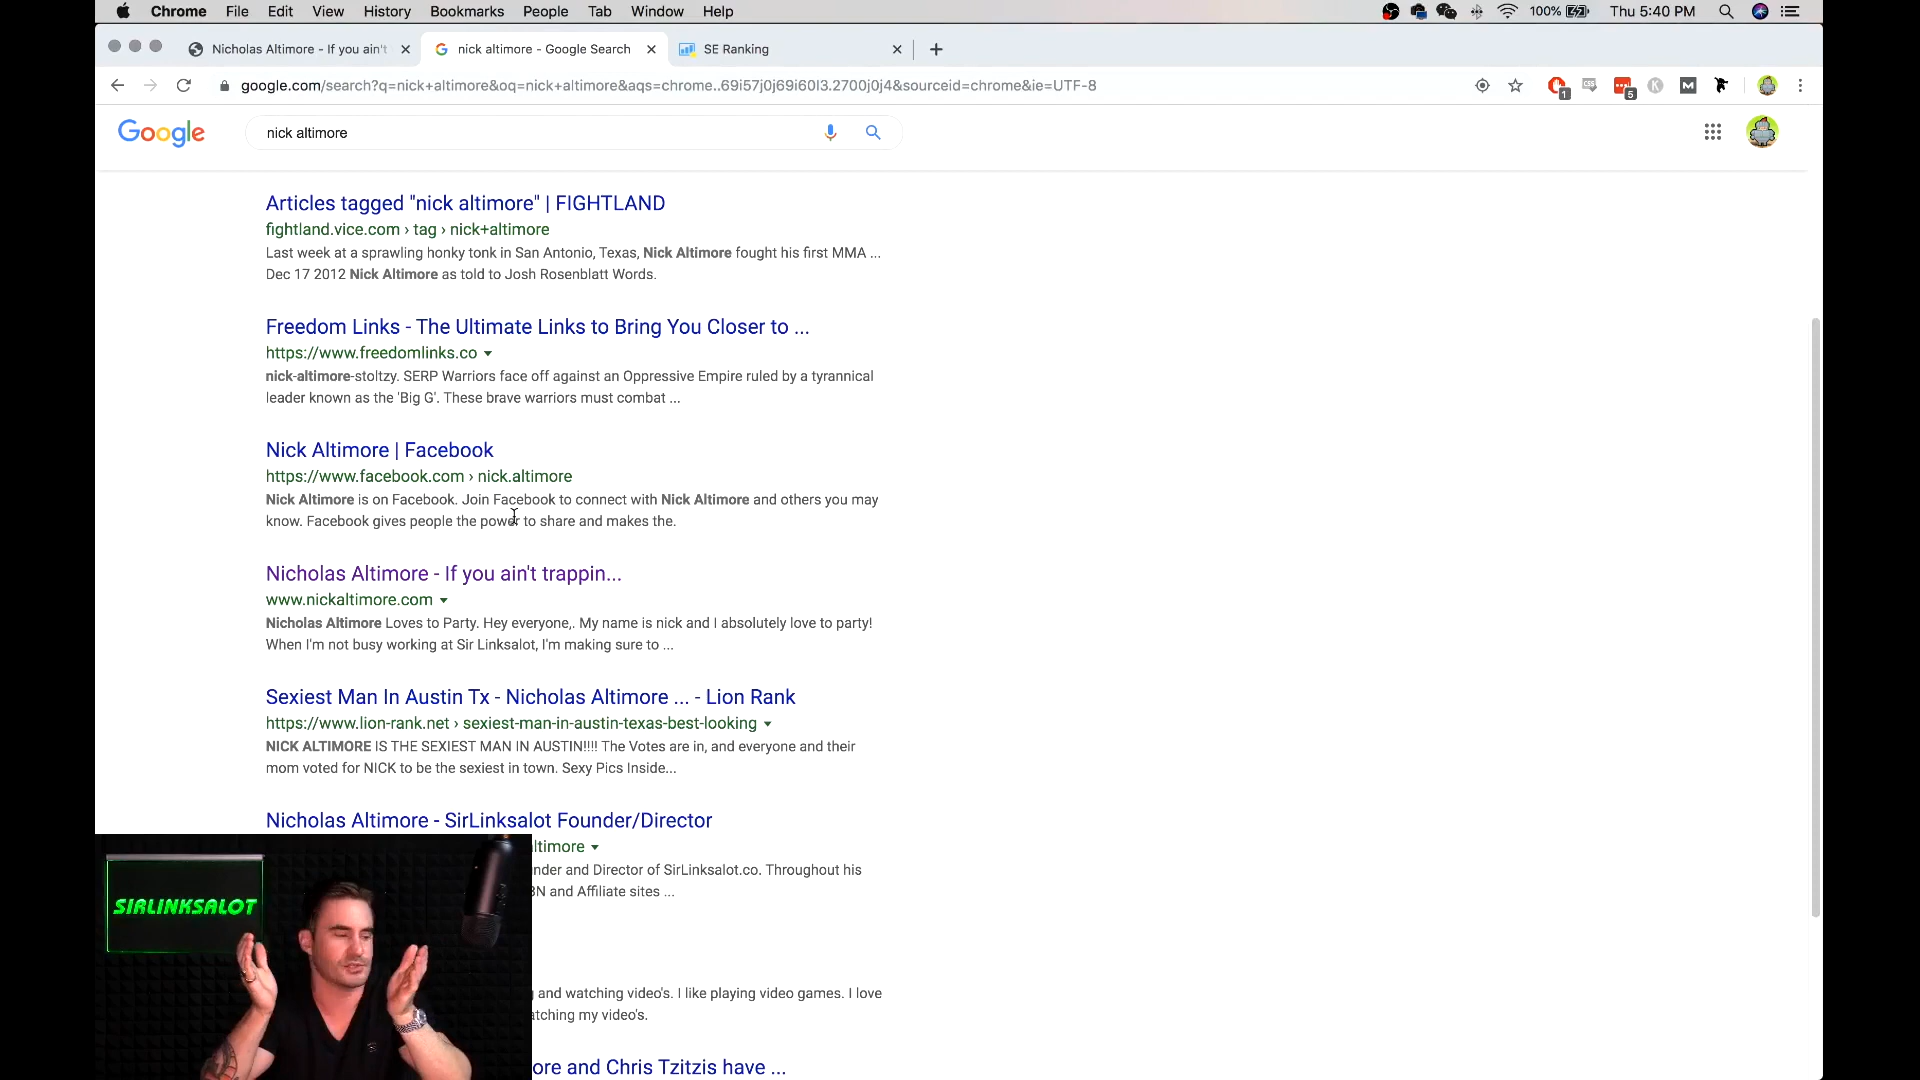 Chrome File Edit View History Bookmarks People Tab Window Help 100% Thu 5:40 PM
Nicholas Altimore - If you ain't nick altimore - Google Search SE Ranking
google.com/search?q=nick+altimore&oq=nick+altimore&aqs=chrome..69i57j0j69i60l3.2700j0j4&sourceid=chrome&ie=UTF-8 1 CSS 5 K M
Google nick altimore
Articles tagged "nick altimore" | FIGHTLAND
fightland.vice.com › tag › nick+altimore
Last week at a sprawling honky tonk in San Antonio, Texas, Nick Altimore fought his first MMA ...
Dec 17 2012 Nick Altimore as told to Josh Rosenblatt Words.
Freedom Links - The Ultimate Links to Bring You Closer to ...
https://www.freedomlinks.co
nick-altimore-stoltzy. SERP Warriors face off against an Oppressive Empire ruled by a tyrannical
leader known as the 'Big G'. These brave warriors must combat ...
Nick Altimore | Facebook
https://www.facebook.com › nick.altimore
Nick Altimore is on Facebook. Join Facebook to connect with Nick Altimore and others you may
know. Facebook gives people the power to share and makes the.
Nicholas Altimore - If you ain't trappin...
www.nickaltimore.com
Nicholas Altimore Loves to Party. Hey everyone,. My name is nick and I absolutely love to party!
When I'm not busy working at Sir Linksalot, I'm making sure to ...
Sexiest Man In Austin Tx - Nicholas Altimore ... - Lion Rank
https://www.lion-rank.net › sexiest-man-in-austin-texas-best-looking
NICK ALTIMORE IS THE SEXIEST MAN IN AUSTIN!!!! The Votes are in, and everyone and their
mom voted for NICK to be the sexiest in town. Sexy Pics Inside...
Nicholas Altimore - SirLinksalot Founder/Director
ltimore
nder and Director of SirLinksalot.co. Throughout his
N and Affiliate sites ...
SIRLINKSALOT
and watching video's. I like playing video games. I love
tching my video's.
ore and Chris Tzitzis have ...